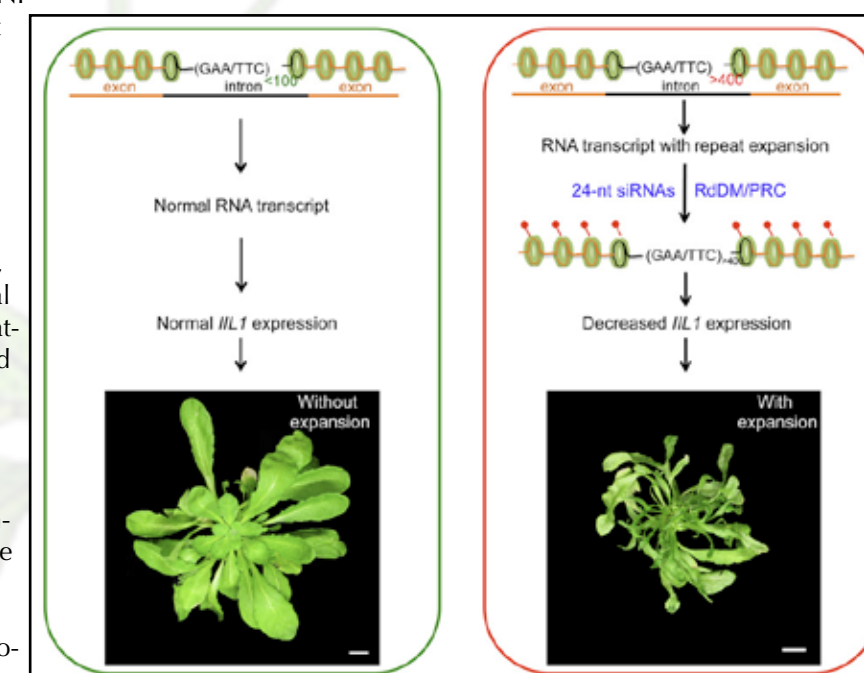 (GAA/TTC)<100
exon intron exon
Normal RNA transcript
Normal IIL1 expression
Without
expansion
(GAA/TTC)>400
exon intron exon
RNA transcript with repeat expansion
24-nt siRNAs RdDM/PRC
(GAA/TTC)>400
Decreased IIL1 expression
With
expansion